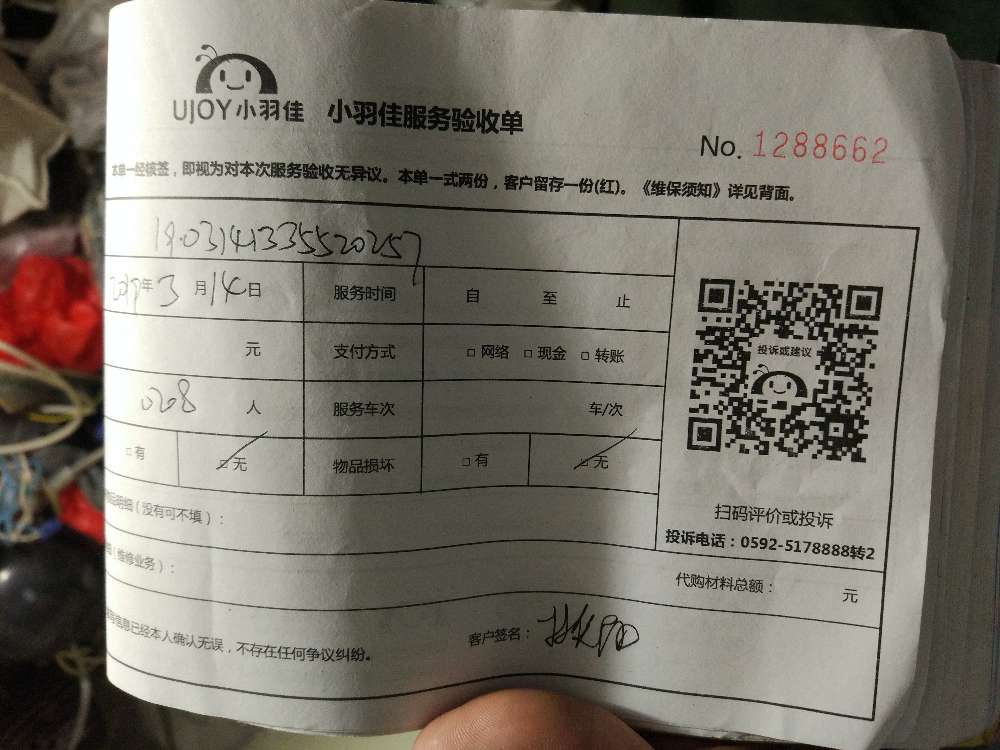 UJOY小羽佳 小羽佳服务验收单
No. 1288662
本单一经核签，即视为对本次服务验收无异议。本单一式两份，客户留存一份(红)。《维保须知》详见背面。
年3月14日 服务时间 自 至 止
元 支付方式 □ 网络 □ 现金 □ 转账
008 人 服务车次 车/次
□ 有 □ 无 物品损坏 □ 有 □ 无
投诉或建议
扫码评价或投诉
投诉电话：0592-5178888转2
明细（没有可不填）：
（维修业务）：
代购材料总额： 元
信息已经本人确认无误，不存在任何争议纠纷。
客户签名：